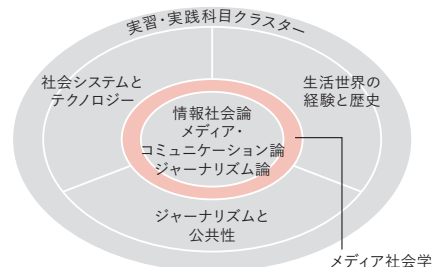 実習・実践科目クラスター
社会システムと
テクノロジー
生活世界の
経験と歴史
情報社会論
メディア・
コミュニケーション論
ジャーナリズム論
ジャーナリズムと
公共性
メディア社会学